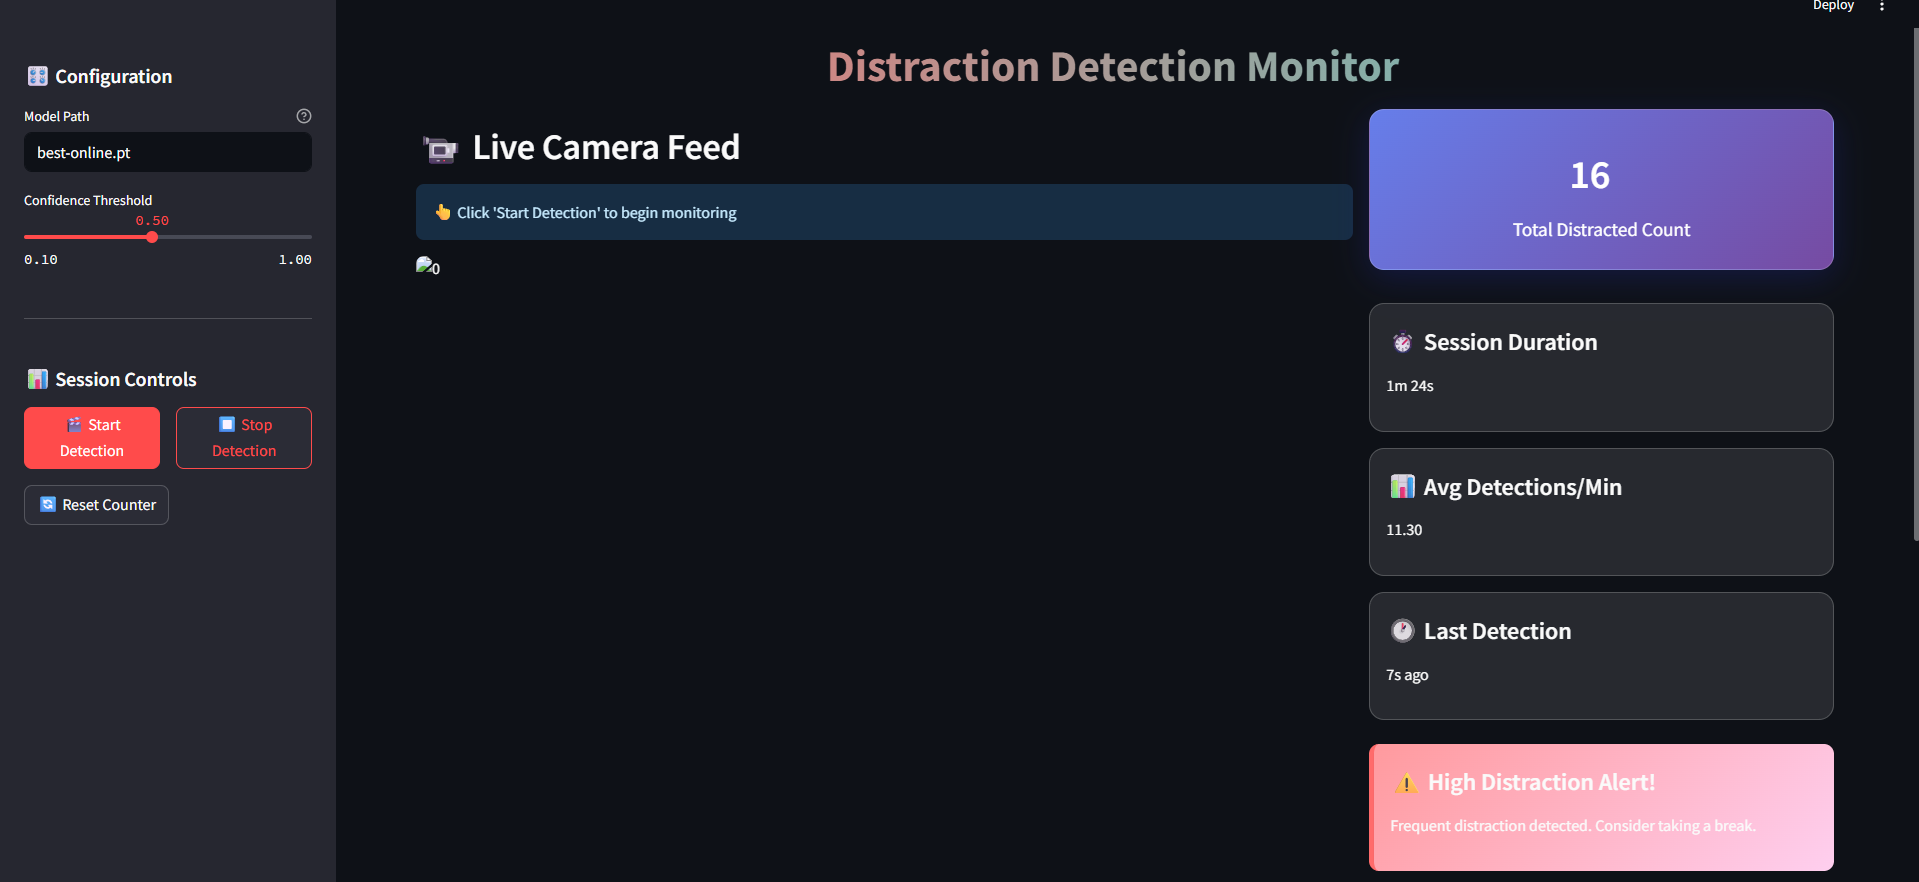 Deploy
Configuration
Model Path
best-online.pt
Confidence Threshold
0.50
0.10
1.00
Session Controls
Start
Detection
Stop
Detection
Reset Counter
Distraction Detection Monitor
Live Camera Feed
Click 'Start Detection' to begin monitoring
0
16
Total Distracted Count
Session Duration
1m 24s
Avg Detections/Min
11.30
Last Detection
7s ago
High Distraction Alert!
Frequent distraction detected. Consider taking a break.